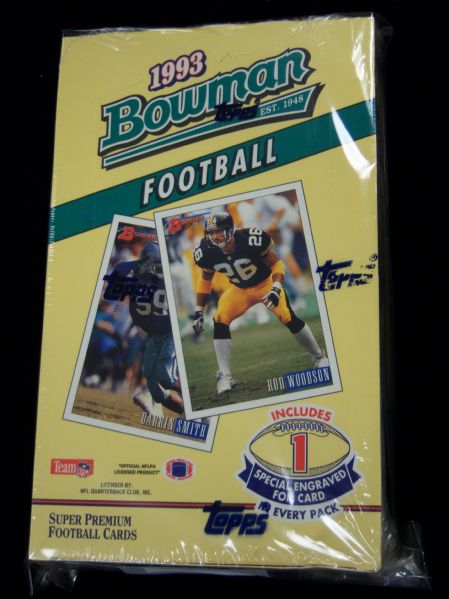 1993
Bowman
Topps
EST. 1948
FOOTBALL
Bowman
Bowman
26
26
59
Topps
Topps
ROD WOODSON
DARRIN SMITH
INCLUDES
1
SPECIAL ENGRAVED
FOIL CARD
IN EVERY PACK
Team NFL
"OFFICIAL NFLPA
LICENSED PRODUCT"
LICENSED BY:
NFL QUARTERBACK CLUB, INC.
Topps
SUPER PREMIUM
FOOTBALL CARDS